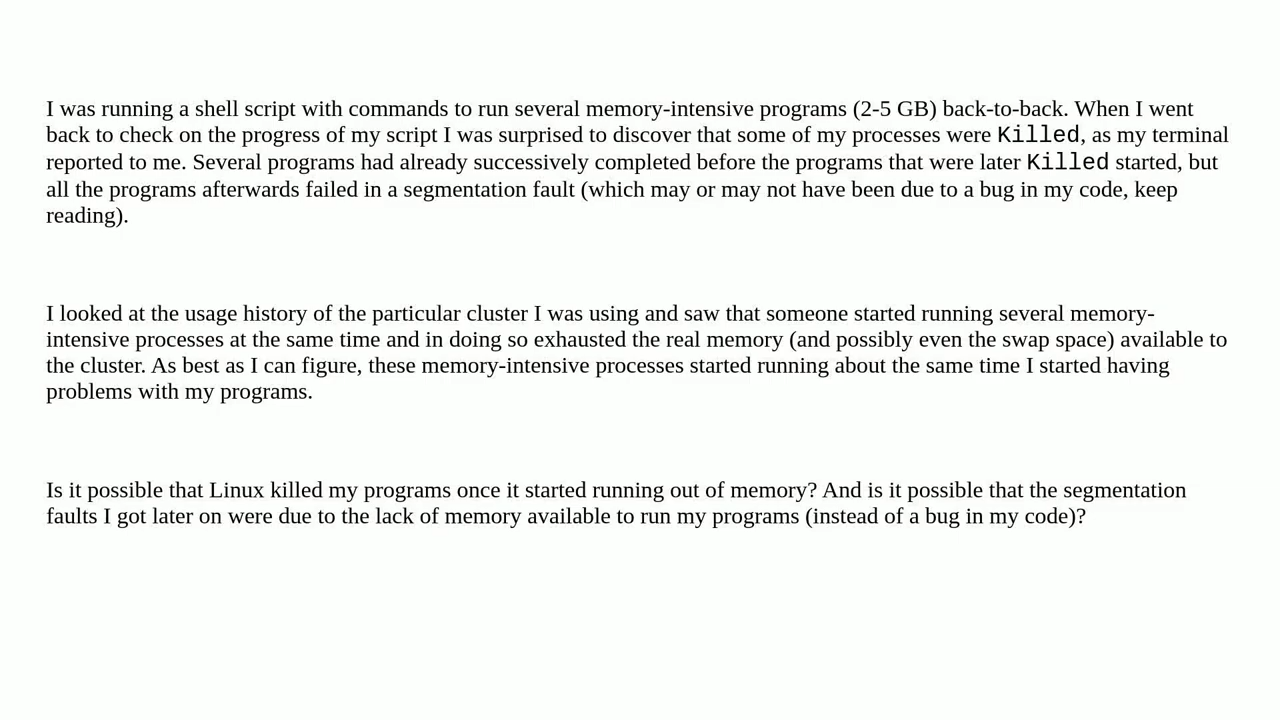 I was running a shell script with commands to run several memory-intensive programs (2-5 GB) back-to-back. When I went
back to check on the progress of my script I was surprised to discover that some of my processes were Killed, as my terminal
reported to me. Several programs had already successively completed before the programs that were later Killed started, but
all the programs afterwards failed in a segmentation fault (which may or may not have been due to a bug in my code, keep
reading).
I looked at the usage history of the particular cluster I was using and saw that someone started running several memory-
intensive processes at the same time and in doing so exhausted the real memory (and possibly even the swap space) available to
the cluster. As best as I can figure, these memory-intensive processes started running about the same time I started having
problems with my programs.
Is it possible that Linux killed my programs once it started running out of memory? And is it possible that the segmentation
faults I got later on were due to the lack of memory available to run my programs (instead of a bug in my code)?